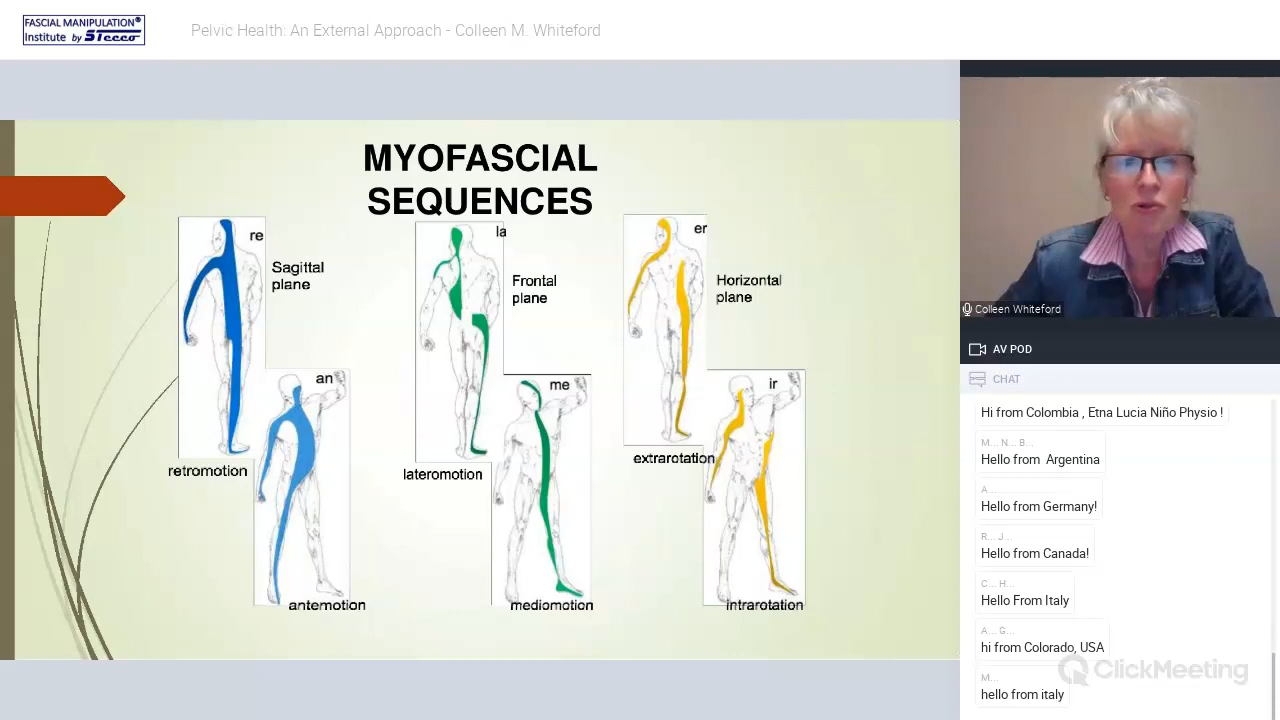 FASCIAL MANIPULATION®
Institute by STecco
Pelvic Health: An External Approach - Colleen M. Whiteford
MYOFASCIAL
SEQUENCES
re
Sagittal
plane
an
retromotion
antemotion
la
Frontal
plane
me
lateromotion
mediomotion
er
Horizontal
plane
ir
extrarotation
intrarotation
Colleen Whiteford
AV POD
CHAT
Hi from Colombia , Etna Lucia Niño Physio !
M... N... B...
Hello from Argentina
A...
Hello from Germany!
R... J...
Hello from Canada!
C... H...
Hello From Italy
A... G...
hi from Colorado, USA
M...
hello from italy
ClickMeeting